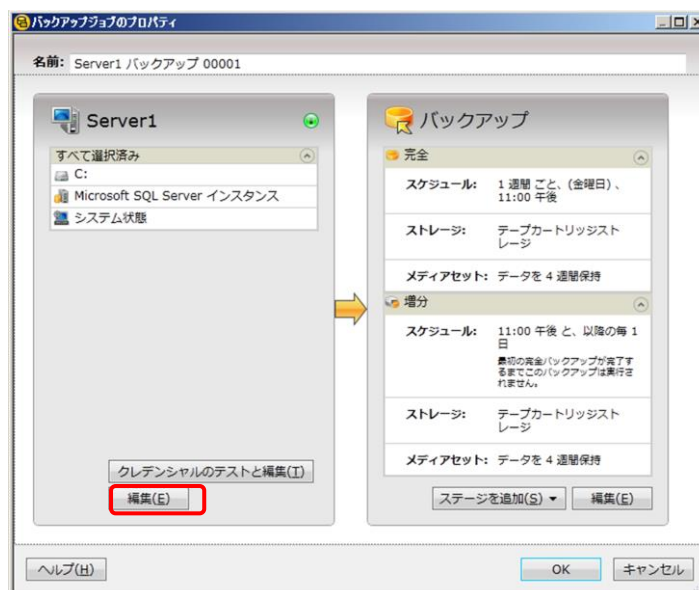 バックアップジョブのプロパティ
名前: Server1 バックアップ 00001
Server1
すべて選択済み
C:
Microsoft SQL Server インスタンス
システム状態
クレデンシャルのテストと編集(T)
編集(E)
バックアップ
完全
スケジュール: 1 週間 ごと、(金曜日) 、
11:00 午後
ストレージ: テープカートリッジスト
レージ
メディアセット: データを 4 週間保持
増分
スケジュール: 11:00 午後 と、以降の毎 1
日
最初の完全バックアップが完了す
るまでこのバックアップは実行さ
れません。
ストレージ: テープカートリッジスト
レージ
メディアセット: データを 4 週間保持
ステージを追加(S)
編集(E)
ヘルプ(H)
OK
キャンセル